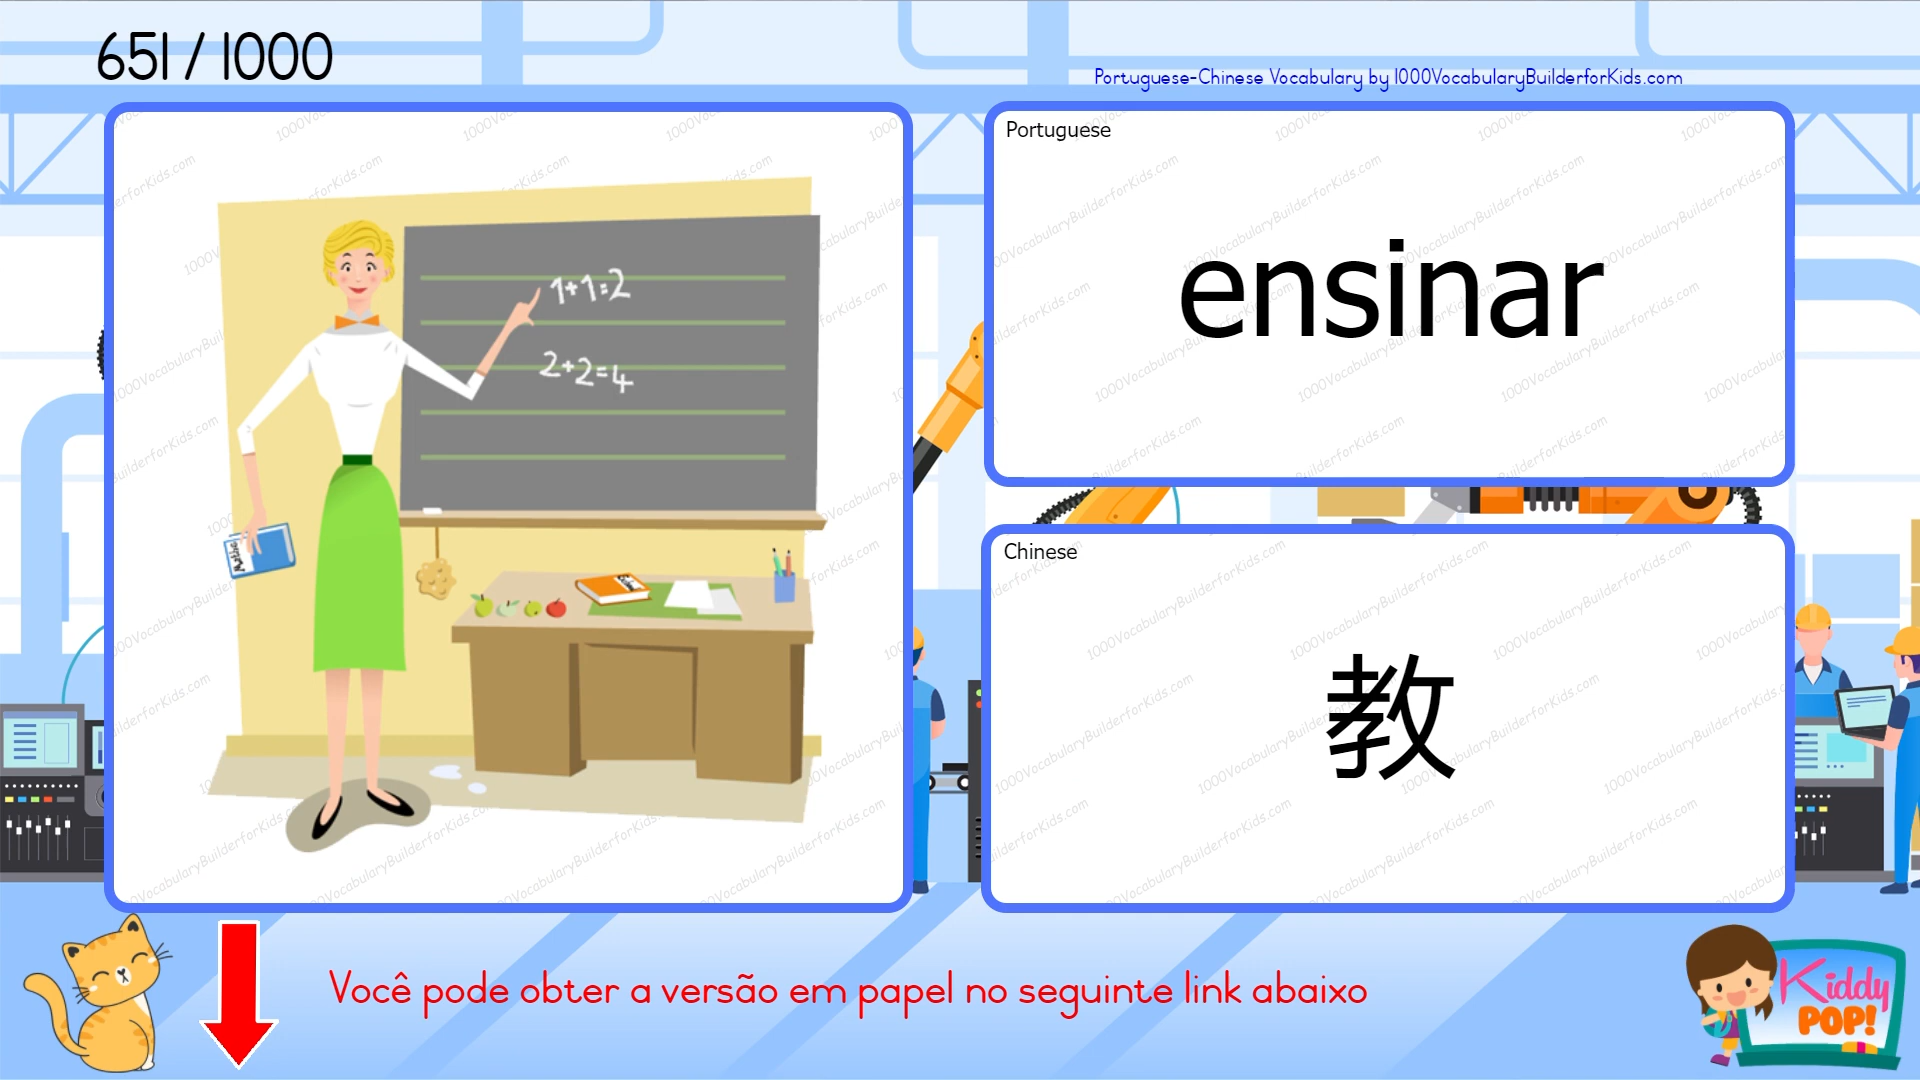 651 / 1000
Portuguese-Chinese Vocabulary by 1000VocabularyBuilderforKids.com
1+1=2
2+2=4
Portuguese
ensinar
Chinese
教
Você pode obter a versão em papel no seguinte link abaixo
Kiddy
POP!